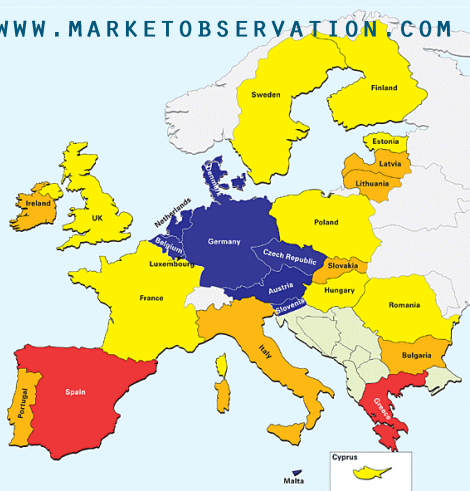 WWW.MARKETOBSERVATION.COM
Sweden
Finland
Estonia
Latvia
Lithuania
Denmark
Ireland
UK
Netherlands
Belgium
Luxembourg
Germany
Poland
Czech Republic
Slovakia
Austria
Hungary
Slovenia
France
Romania
Italy
Bulgaria
Portugal
Spain
Greece
Cyprus
Malta